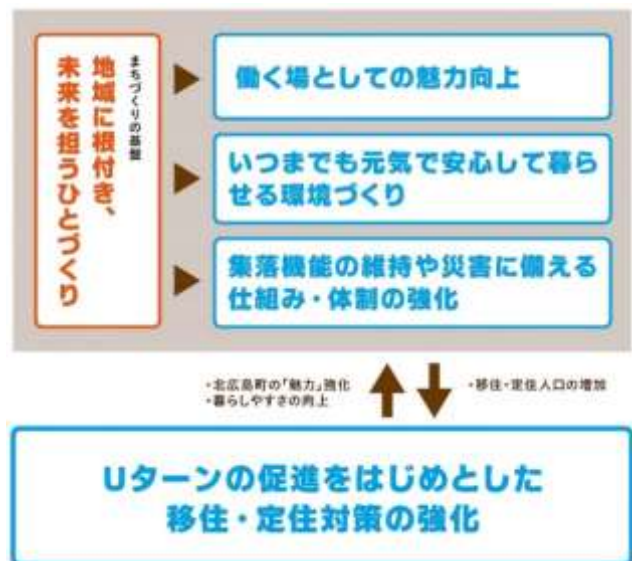 まちづくりの基盤
地域に根付き、
未来を担うひとづくり
働く場としての魅力向上
いつまでも元気で安心して暮ら
せる環境づくり
集落機能の維持や災害に備える
仕組み・体制の強化
・北広島町の「魅力」強化
・暮らしやすさの向上
・移住・定住人口の増加
Uターンの促進をはじめとした
移住・定住対策の強化